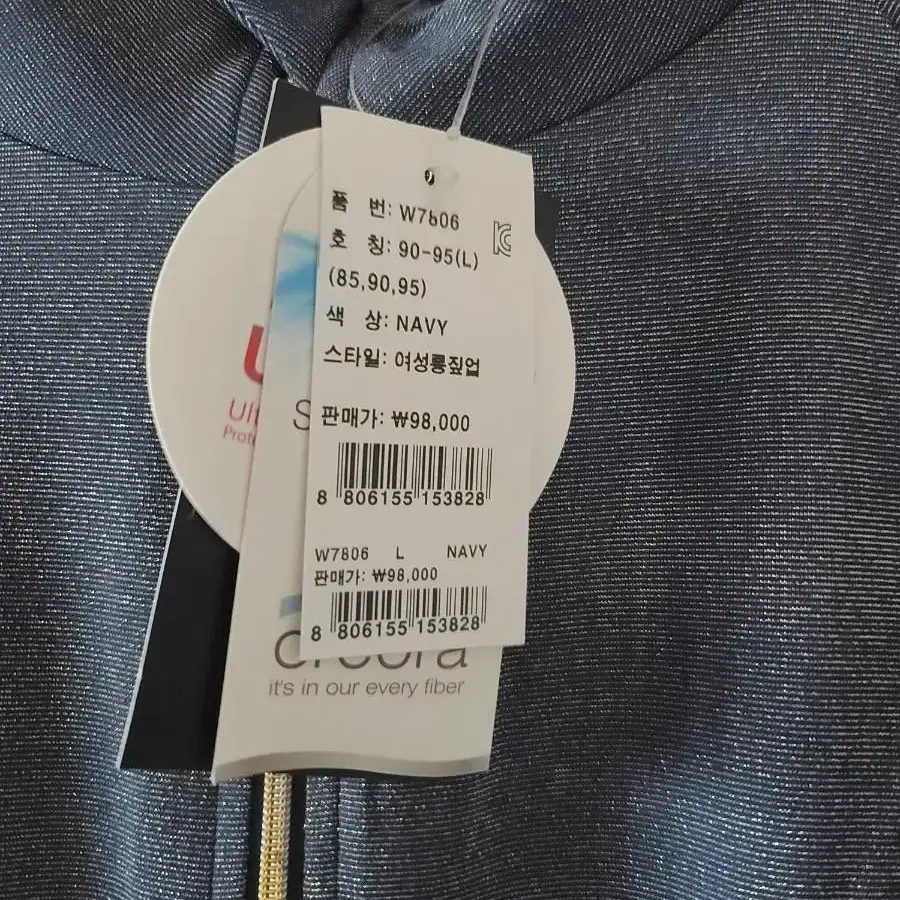 품 번: W7806
호 칭: 90-95(L)
(85,90,95)
색 상: NAVY
스타일: 여성롱짚업
판매가: ₩98,000
8 806155 153828
W7806 L NAVY
판매가: ₩98,000
8 806155 153828
it's in our every fiber